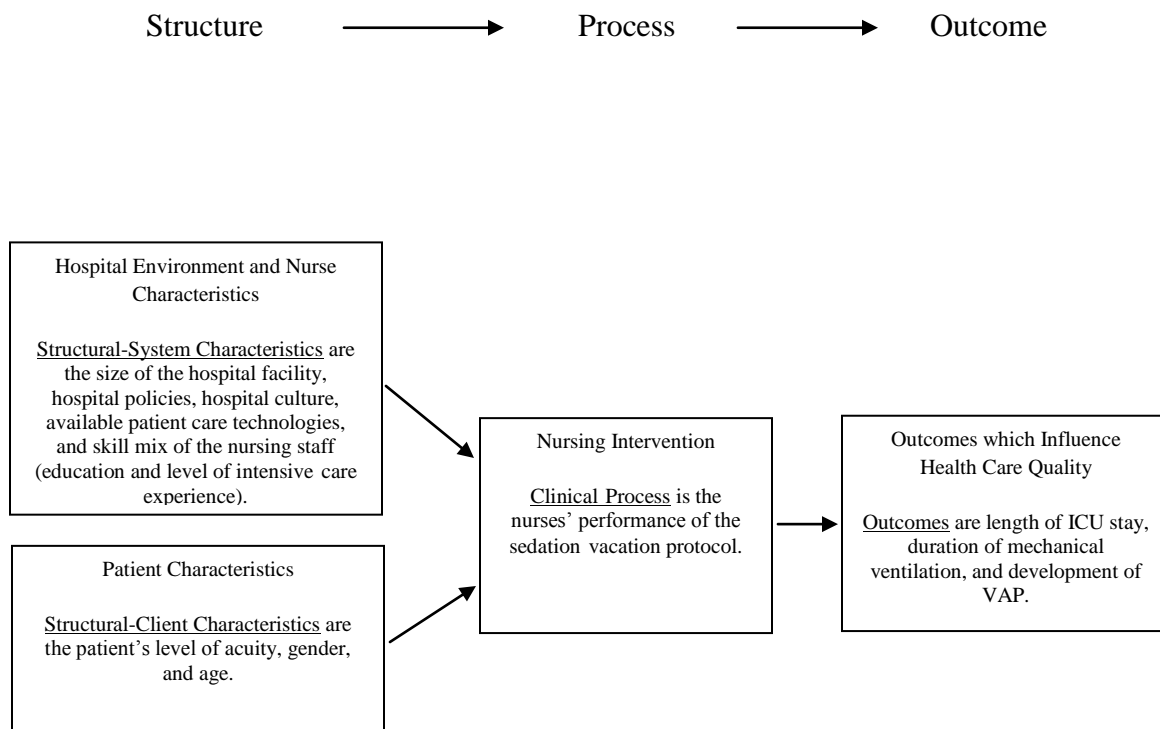 Structure
Process
Outcome
Hospital Environment and Nurse
Characteristics
Structural-System Characteristics are
the size of the hospital facility,
hospital policies, hospital culture,
available patient care technologies,
and skill mix of the nursing staff
(education and level of intensive care
experience).
Patient Characteristics
Structural-Client Characteristics are
the patient’s level of acuity, gender,
and age.
Nursing Intervention
Clinical Process is the
nurses’ performance of the
sedation vacation protocol.
Outcomes which Influence
Health Care Quality
Outcomes are length of ICU stay,
duration of mechanical
ventilation, and development of
VAP.